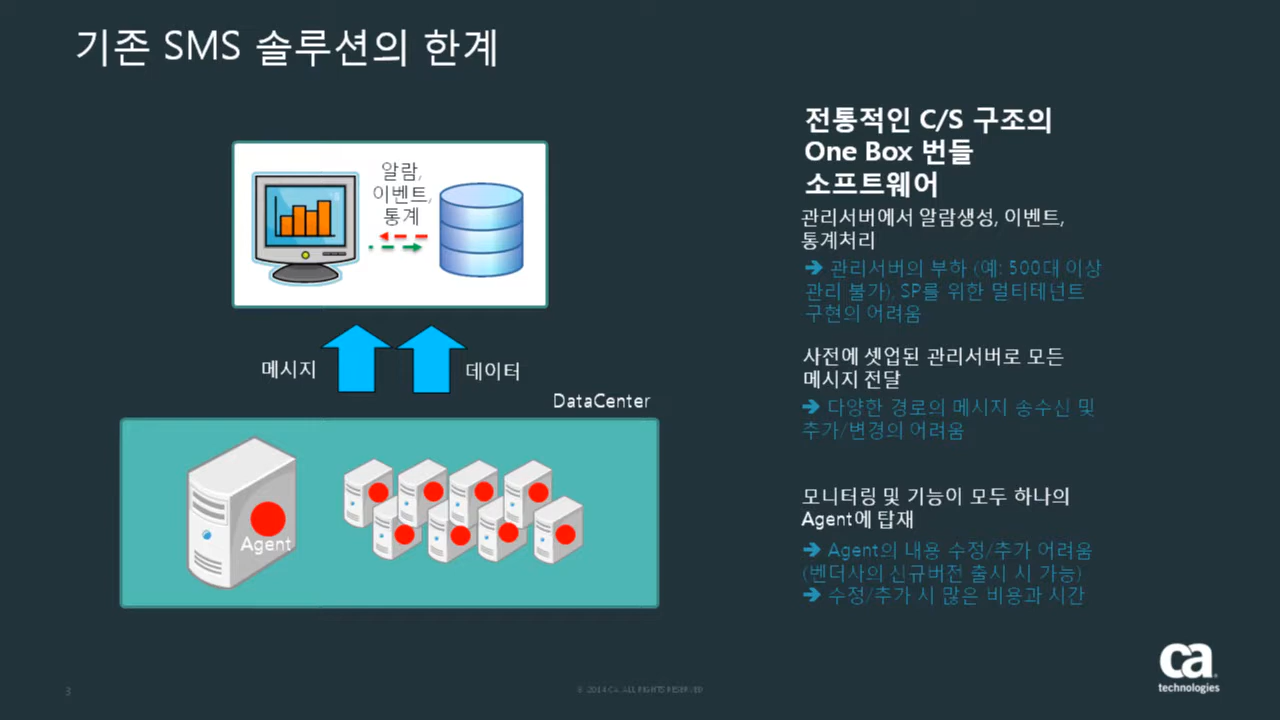 기존 SMS 솔루션의 한계
알람,
이벤트,
통계
메시지
데이터
DataCenter
Agent
전통적인 C/S 구조의
One Box 번들
소프트웨어
관리서버에서 알람생성, 이벤트,
통계처리
➔ 관리서버의 부하 (예: 500대 이상
관리 불가), SP를 위한 멀티테넌트
구현의 어려움
사전에 셋업된 관리서버로 모든
메시지 전달
➔ 다양한 경로의 메시지 송수신 및
추가/변경의 어려움
모니터링 및 기능이 모두 하나의
Agent에 탑재
➔ Agent의 내용 수정/추가 어려움
(벤더사의 신규버전 출시 시 가능)
➔ 수정/추가 시 많은 비용과 시간
3
© 2014 CA. ALL RIGHTS RESERVED
ca
technologies